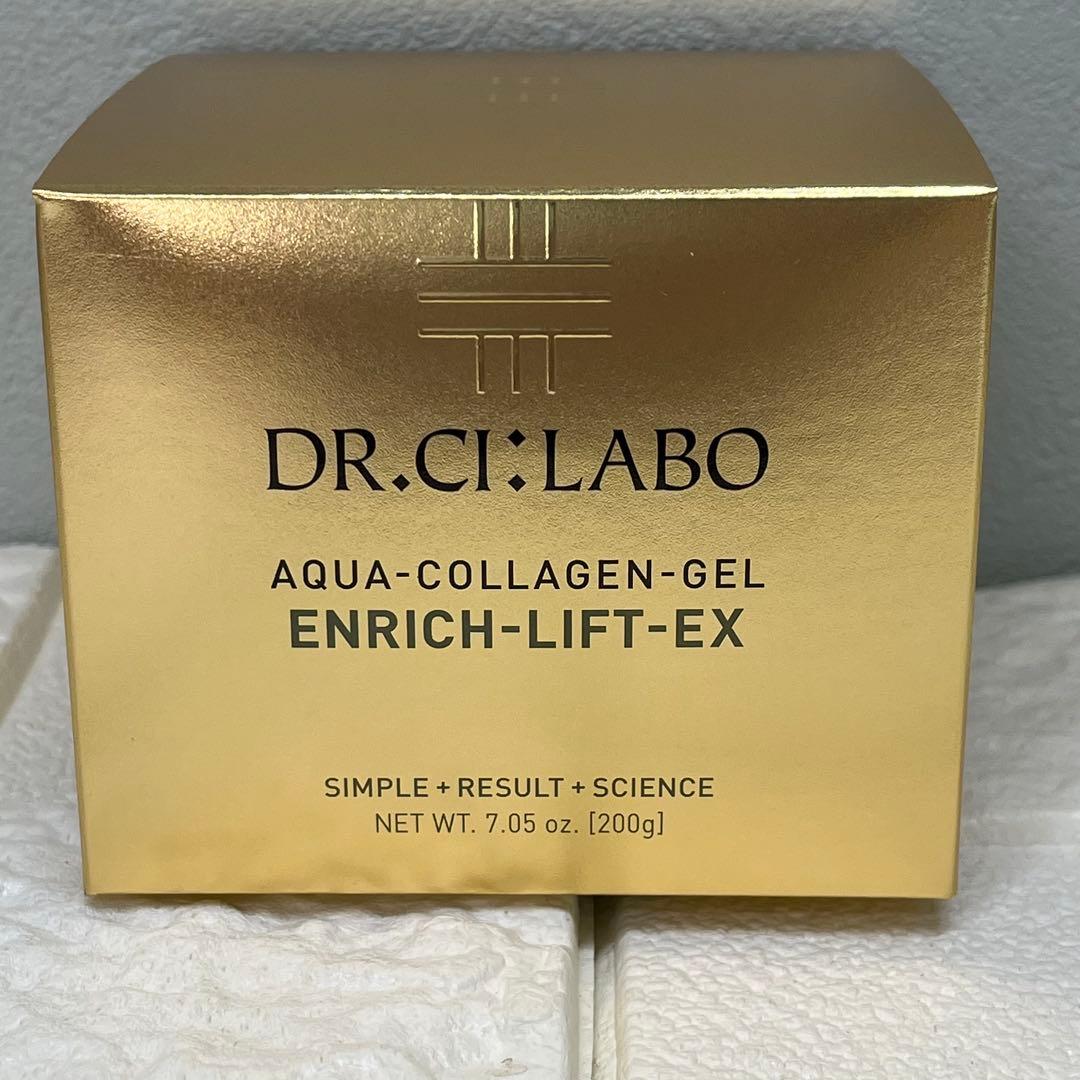 DR.CI:LABO
AQUA-COLLAGEN-GEL
ENRICH-LIFT-EX
SIMPLE + RESULT + SCIENCE
NET WT. 7.05 oz. [200g]